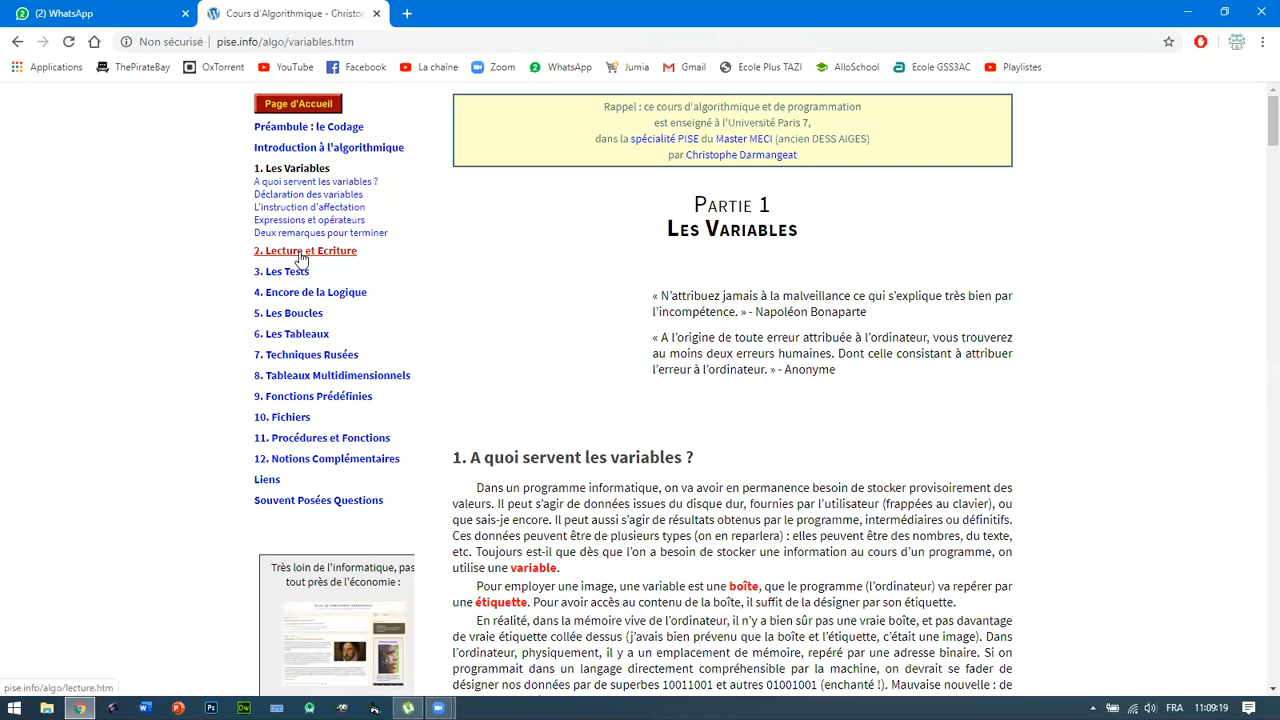 (2) WhatsApp
Cours d'Algorithmique - Christo
Non sécurisé
pise.info/algo/variables.htm
Applications
ThePirateBay
OxTorrent
YouTube
Facebook
La chaîne
Zoom
WhatsApp
Jumia
Gmail
Ecole Plus TAZI
AlloSchool
Ecole GSSSAC
Playlistes
Page d'Accueil
Préambule : le Codage
Introduction à l'algorithmique
1. Les Variables
A quoi servent les variables ?
Déclaration des variables
L'instruction d'affectation
Expressions et opérateurs
Deux remarques pour terminer
2. Lecture et Ecriture
3. Les Tests
4. Encore de la Logique
5. Les Boucles
6. Les Tableaux
7. Techniques Rusées
8. Tableaux Multidimensionnels
9. Fonctions Prédéfinies
10. Fichiers
11. Procédures et Fonctions
12. Notions Complémentaires
Liens
Souvent Posées Questions
Très loin de l'informatique, pas
tout près de l'économie :
Rappel : ce cours d'algorithmique et de programmation
est enseigné à l'Université Paris 7,
dans la spécialité PISE du Master MECI (ancien DESS AIGES)
par Christophe Darmangeat
Partie 1
Les Variables
« N'attribuez jamais à la malveillance ce qui s'explique très bien par
l'incompétence. » - Napoléon Bonaparte
« A l'origine de toute erreur attribuée à l'ordinateur, vous trouverez
au moins deux erreurs humaines. Dont celle consistant à attribuer
l'erreur à l'ordinateur. » - Anonyme
1. A quoi servent les variables ?
Dans un programme informatique, on va avoir en permanence besoin de stocker provisoirement des
valeurs. Il peut s'agir de données issues du disque dur, fournies par l'utilisateur (frappées au clavier), ou
que sais-je encore. Il peut aussi s'agir de résultats obtenus par le programme, intermédiaires ou définitifs.
Ces données peuvent être de plusieurs types (on en reparlera) : elles peuvent être des nombres, du texte,
etc. Toujours est-il que dès que l'on a besoin de stocker une information au cours d'un programme, on
utilise une variable.
Pour employer une image, une variable est une boîte, que le programme (l'ordinateur) va repérer par
une étiquette. Pour avoir accès au contenu de la boîte, il suffit de la désigner par son étiquette.
En réalité, dans la mémoire vive de l'ordinateur, il n'y a bien sûr pas une vraie boîte, et pas davantage
de vraie étiquette collée dessus (j'avais bien prévenu que la boîte et l'étiquette, c'était une image). Dans
l'ordinateur, physiquement, il y a un emplacement de mémoire, repéré par une adresse binaire. Si on
programmait dans un langage directement compréhensible par la machine, on devrait se fader de
désigner nos données par de superbes 10011001 et autres 01001001 (enchanté !). Mauvaise nouvelle : de
pise.info/algo/lecture.htm
FRA
11:09:19